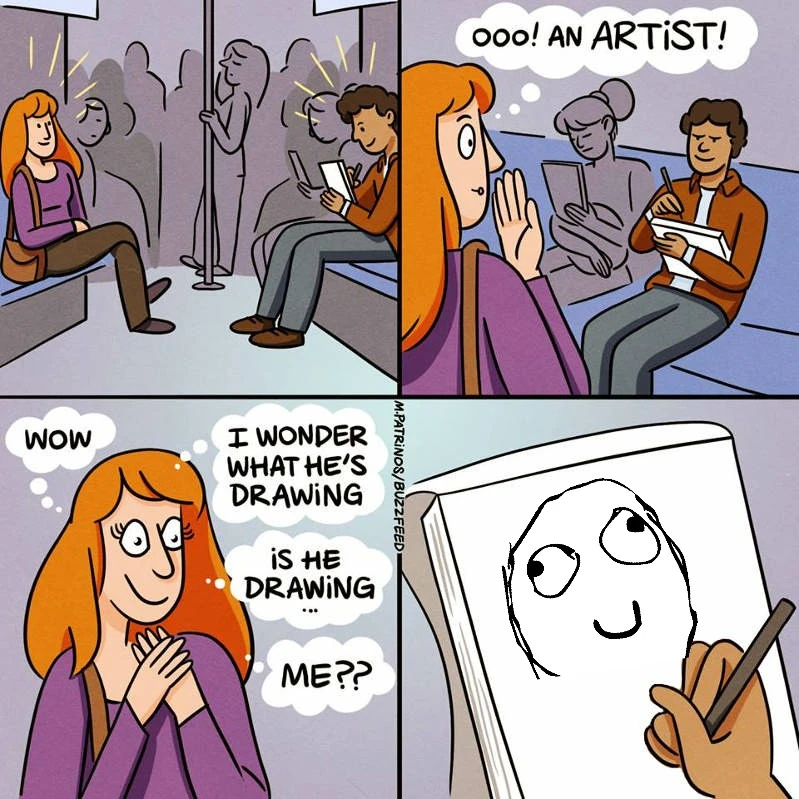 OOO! AN ARTiST!
WOW
I WONDER
WHAT HE'S
DRAWiNG
iS HE
DRAWiNG
...
ME??
M.PATRiNOS/BUZZFEED